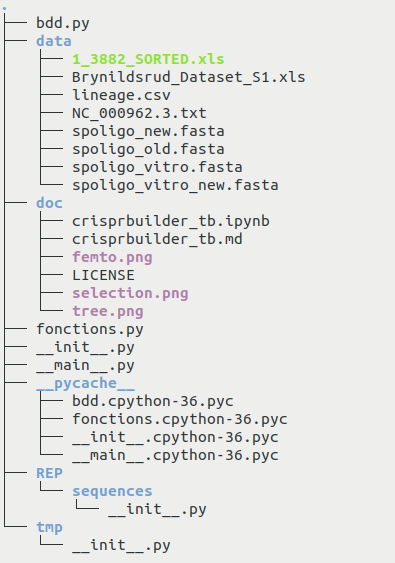 .
bdd.py
data
1_3882_SORTED.xls
Brynildsrud_Dataset_S1.xls
lineage.csv
NC_000962.3.txt
spoligo_new.fasta
spoligo_old.fasta
spoligo_vitro.fasta
spoligo_vitro_new.fasta
doc
crisprbuilder_tb.ipynb
crisprbuilder_tb.md
femto.png
LICENSE
selection.png
tree.png
fonctions.py
__init__.py
__main__.py
__pycache__
bdd.cpython-36.pyc
fonctions.cpython-36.pyc
__init__.cpython-36.pyc
__main__.cpython-36.pyc
REP
sequences
__init__.py
tmp
__init__.py